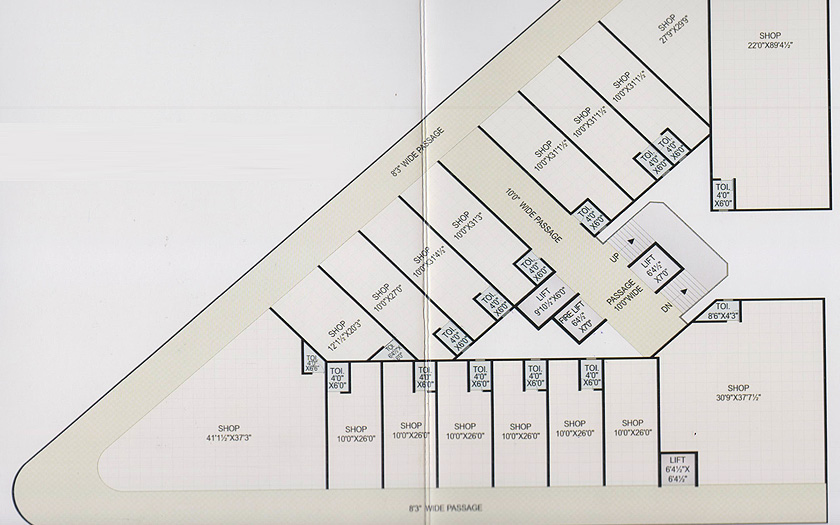 SHOP
27'9"X29'9"
SHOP
22'0"X89'4½"
SHOP
10'0"X31'1½"
SHOP
10'0"X31'1½"
SHOP
10'0"X31'1½"
TOI.
4'0"
X6'0"
TOI.
4'0"
X6'0"
TOI.
4'0"
X6'0"
TOI.
4'0"
X6'0"
8'3" WIDE PASSAGE
10'0" WIDE PASSAGE
SHOP
10'0"X31'3"
SHOP
10'0"X31'4½"
SHOP
10'0"X27'0"
SHOP
12'1½"X20'3"
TOI.
4'0"
X6'0"
TOI.
4'0"
X6'0"
TOI.
4'0"
X6'0"
UP
LIFT
6'4½"
X7'0"
PASSAGE
10'0"WIDE
DN
LIFT
9'10½"X6'0"
FIRE LIFT
6'4½"
X7'0"
TOI.
8'6"X4'3"
TOI.
4'0"
X6'6"
TOI.
TOI.
4'0"
X6'0"
TOI.
4'0"
X6'0"
TOI.
4'0"
X6'0"
TOI.
4'0"
X6'0"
TOI.
4'0"
X6'0"
SHOP
41'1½"X37'3"
SHOP
10'0"X26'0"
SHOP
10'0"X26'0"
SHOP
10'0"X26'0"
SHOP
10'0"X26'0"
SHOP
10'0"X26'0"
SHOP
10'0"X26'0"
SHOP
30'9"X37'7½"
LIFT
6'4½"X
6'4½"
8'3" WIDE PASSAGE